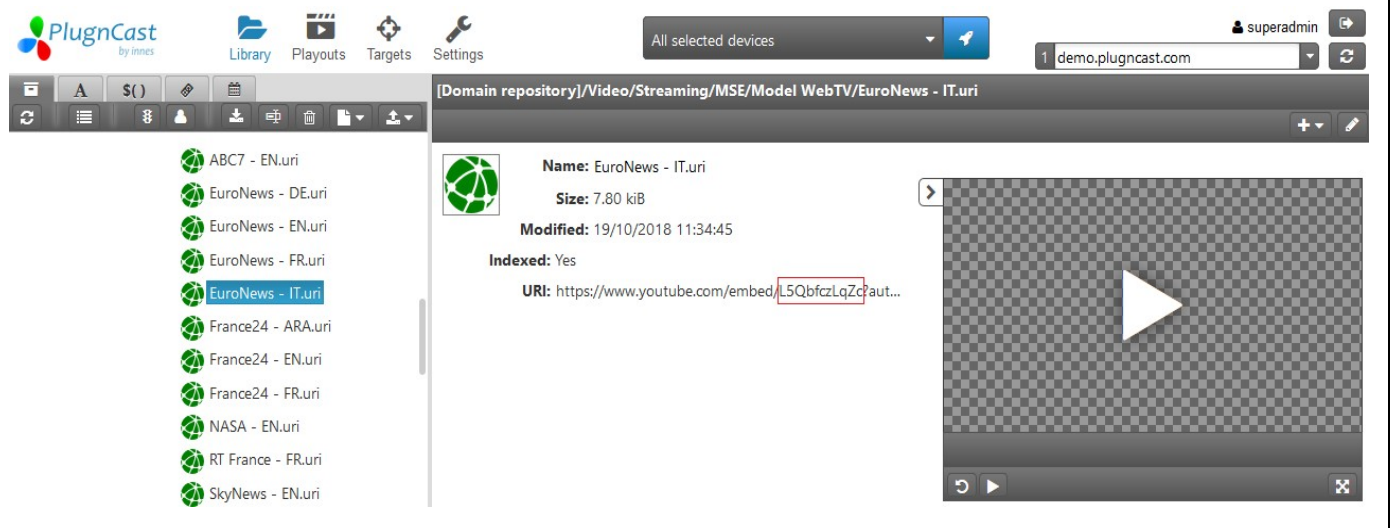 PlugnCast
by innes
Library
Playouts
Targets
Settings
All selected devices
superadmin
1 demo.plugncast.com
A
$()
[Domain repository]/Video/Streaming/MSE/Model WebTV/EuroNews - IT.uri
ABC7 - EN.uri
EuroNews - DE.uri
EuroNews - EN.uri
EuroNews - FR.uri
EuroNews - IT.uri
France24 - ARA.uri
France24 - EN.uri
France24 - FR.uri
NASA - EN.uri
RT France - FR.uri
SkyNews - EN.uri
Name: EuroNews - IT.uri
Size: 7.80 kiB
Modified: 19/10/2018 11:34:45
Indexed: Yes
URI: https://www.youtube.com/embed/L5QbfczLqZc?aut...